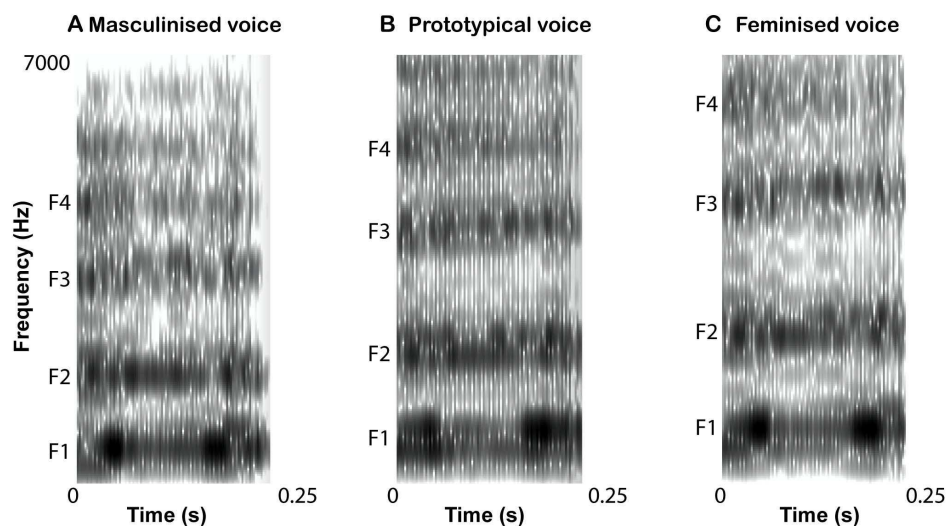 A Masculinised voice
B Prototypical voice
C Feminised voice
7000
Frequency (Hz)
F4
F3
F2
F1
0
0.25
Time (s)
F4
F3
F2
F1
0
0.25
Time (s)
F4
F3
F2
F1
0
0.25
Time (s)